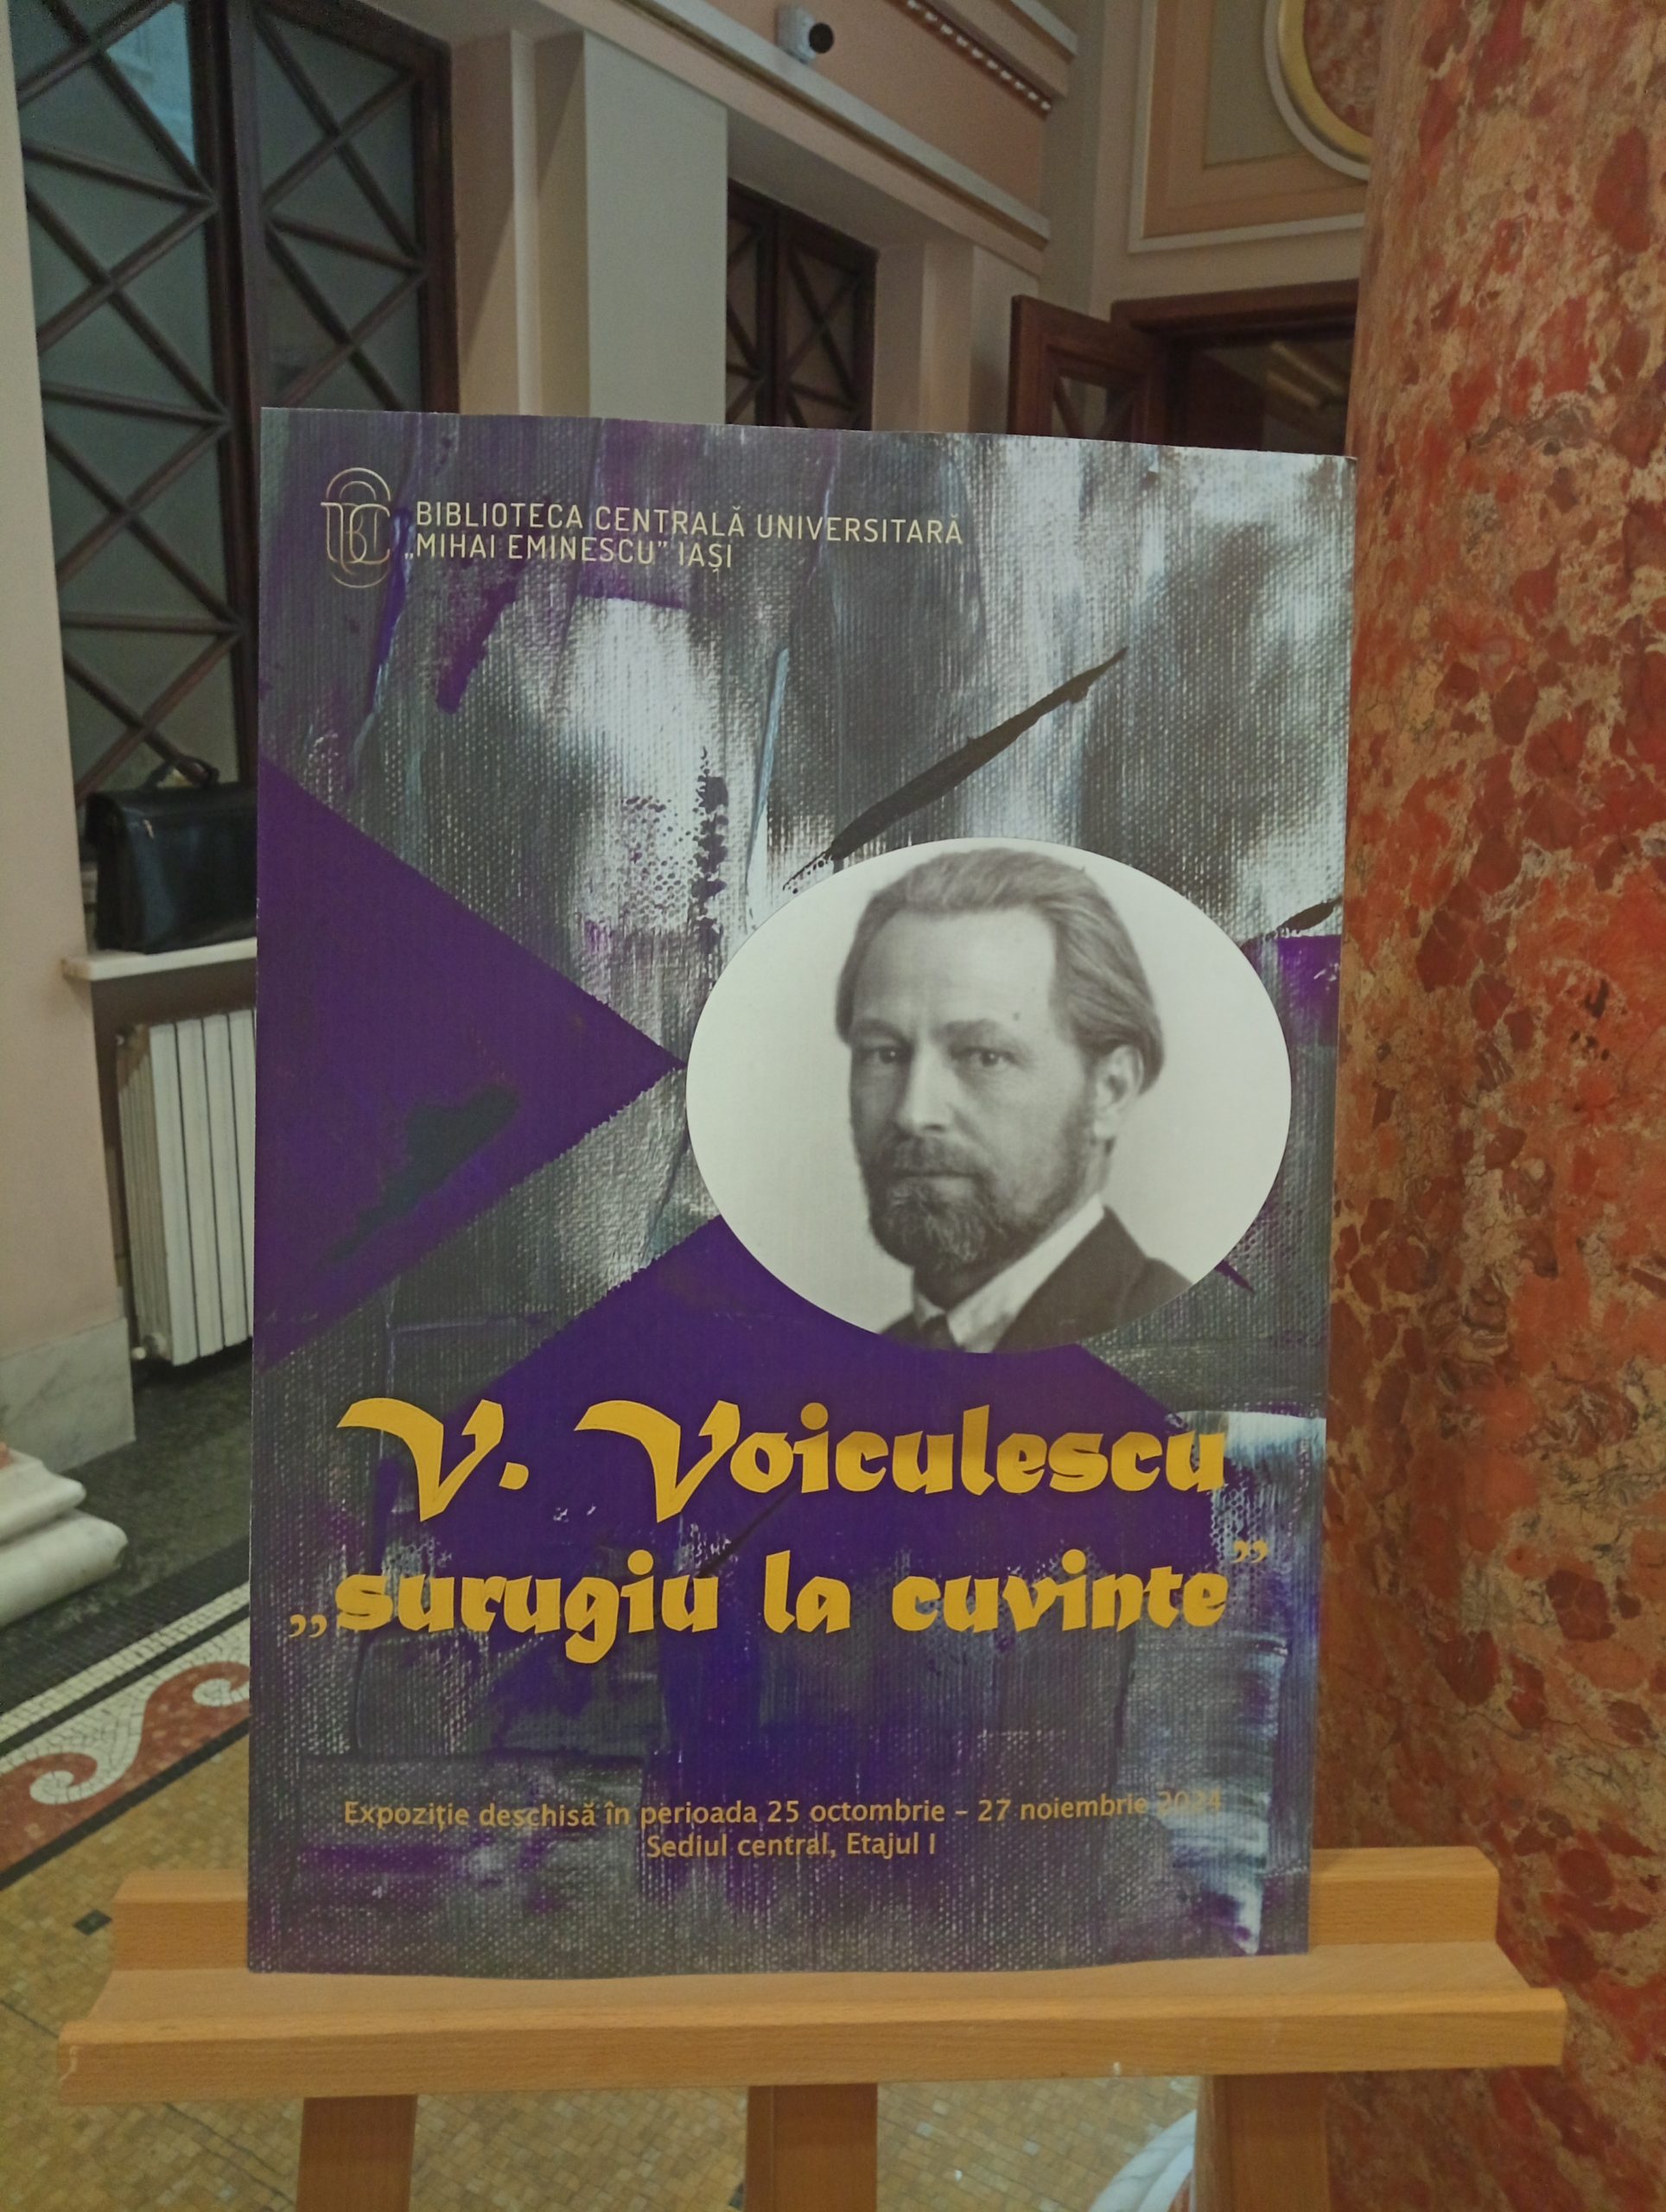 BIBLIOTECA CENTRALĂ UNIVERSITARĂ
„MIHAI EMINESCU” IAȘI
V. Voiculescu
„surugiu la cuvinte”
Expoziție deschisă în perioada 25 octombrie – 27 noiembrie 2024
Sediul central, Etajul I